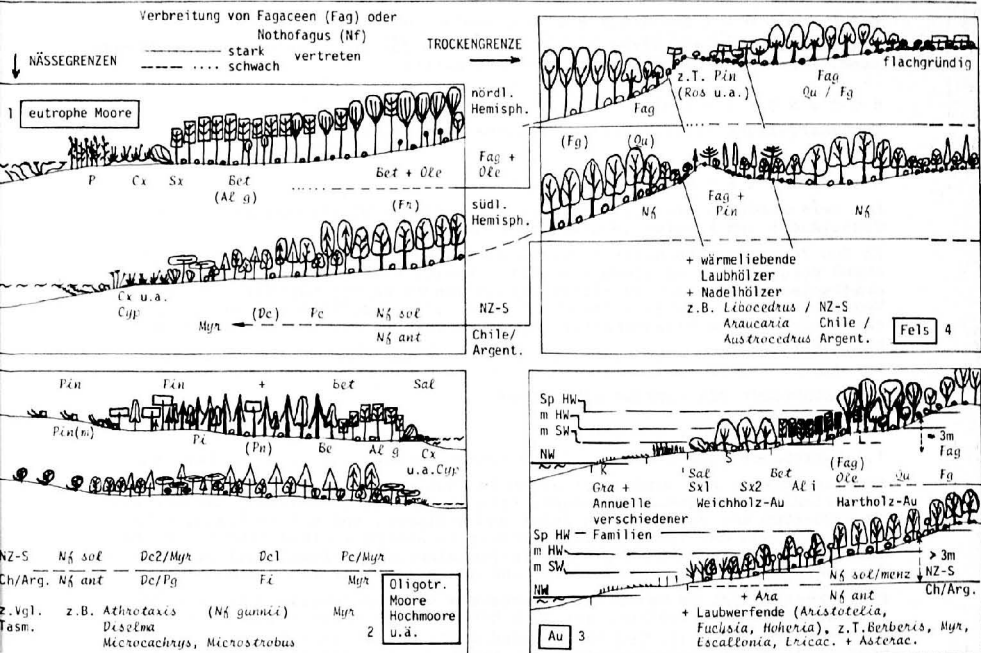 Verbreitung von Fagaceen (Fag) oder
Nothofagus (Nf)
stark
vertreten
schwach
NÄSSEGRENZEN
TROCKENGRENZE
1 eutrophe Moore
nördl.
Hemisph.
Fag +
Ole
P Cx Sx Bet Bet + Ole
(Al g) (Fr)
südl.
Hemisph.
Cx u.a.
Cyp
Myr (Dc) Pc Nf sol NZ-S
Nf ant Chile/
Argent.
flachgründig
z.T. Pin
(Ros u.a.)
Fag
Fag
Qu / Fg
(Fg) (Qu)
Fag +
Pin
Nf Nf
+ wärmeliebende
Laubhölzer
+ Nadelhölzer
z.B. Libocedrus / NZ-S
Araucaria Chile /
Austrocedrus Argent.
Fels 4
Pin Pin + bet Sal
Pin(m) Pi (Pn) Be Al g Cx
u.a.Cyp
NZ-S Nf sol Dc2/Myr Dc1 Pc/Myr
Ch/Arg. Nf ant Dc/Pg Fi Myr
z.Vgl. z.B. Athrotaxis (Nf gunnii) Myr
Tasm. Diselma
Microcachrys, Microstrobus
2
Oligotr.
Moore
Hochmoore
u.ä.
Sp HW
m HW
m SW
NW
R S
≈ 3m
Fag
Sal Bet (Fag)
Gra + Sx1 Sx2 Al i Ole Qu Fg
Annuelle Weichholz-Au Hartholz-Au
verschiedener
Familien
Sp HW
m HW
m SW
NW
> 3m
Nf sol/menz NZ-S
+ Ara Nf ant Ch/Arg.
+ Laubwerfende (Aristotelia,
Fuchsia, Hoheria), z.T.Berberis, Myr,
Escallonia, Ericac. + Asterac.
Au 3